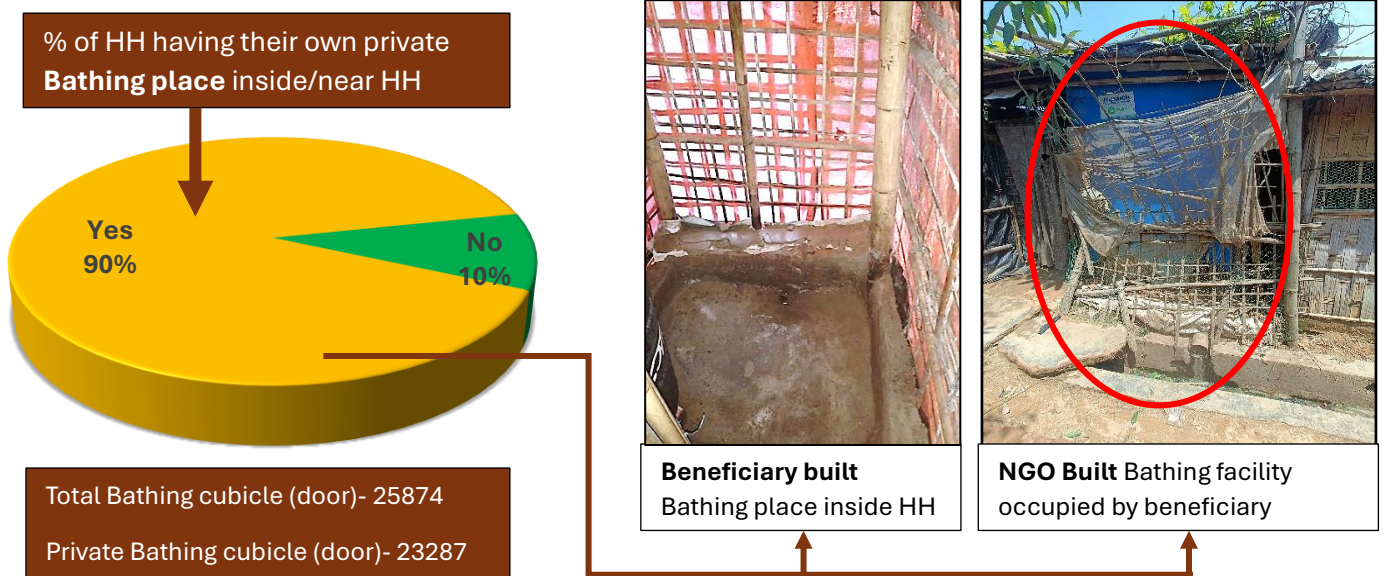 % of HH having their own private
Bathing place inside/near HH
Yes
90%
No
10%
Total Bathing cubicle (door)- 25874
Private Bathing cubicle (door)- 23287
Beneficiary built
Bathing place inside HH
NGO Built Bathing facility
occupied by beneficiary